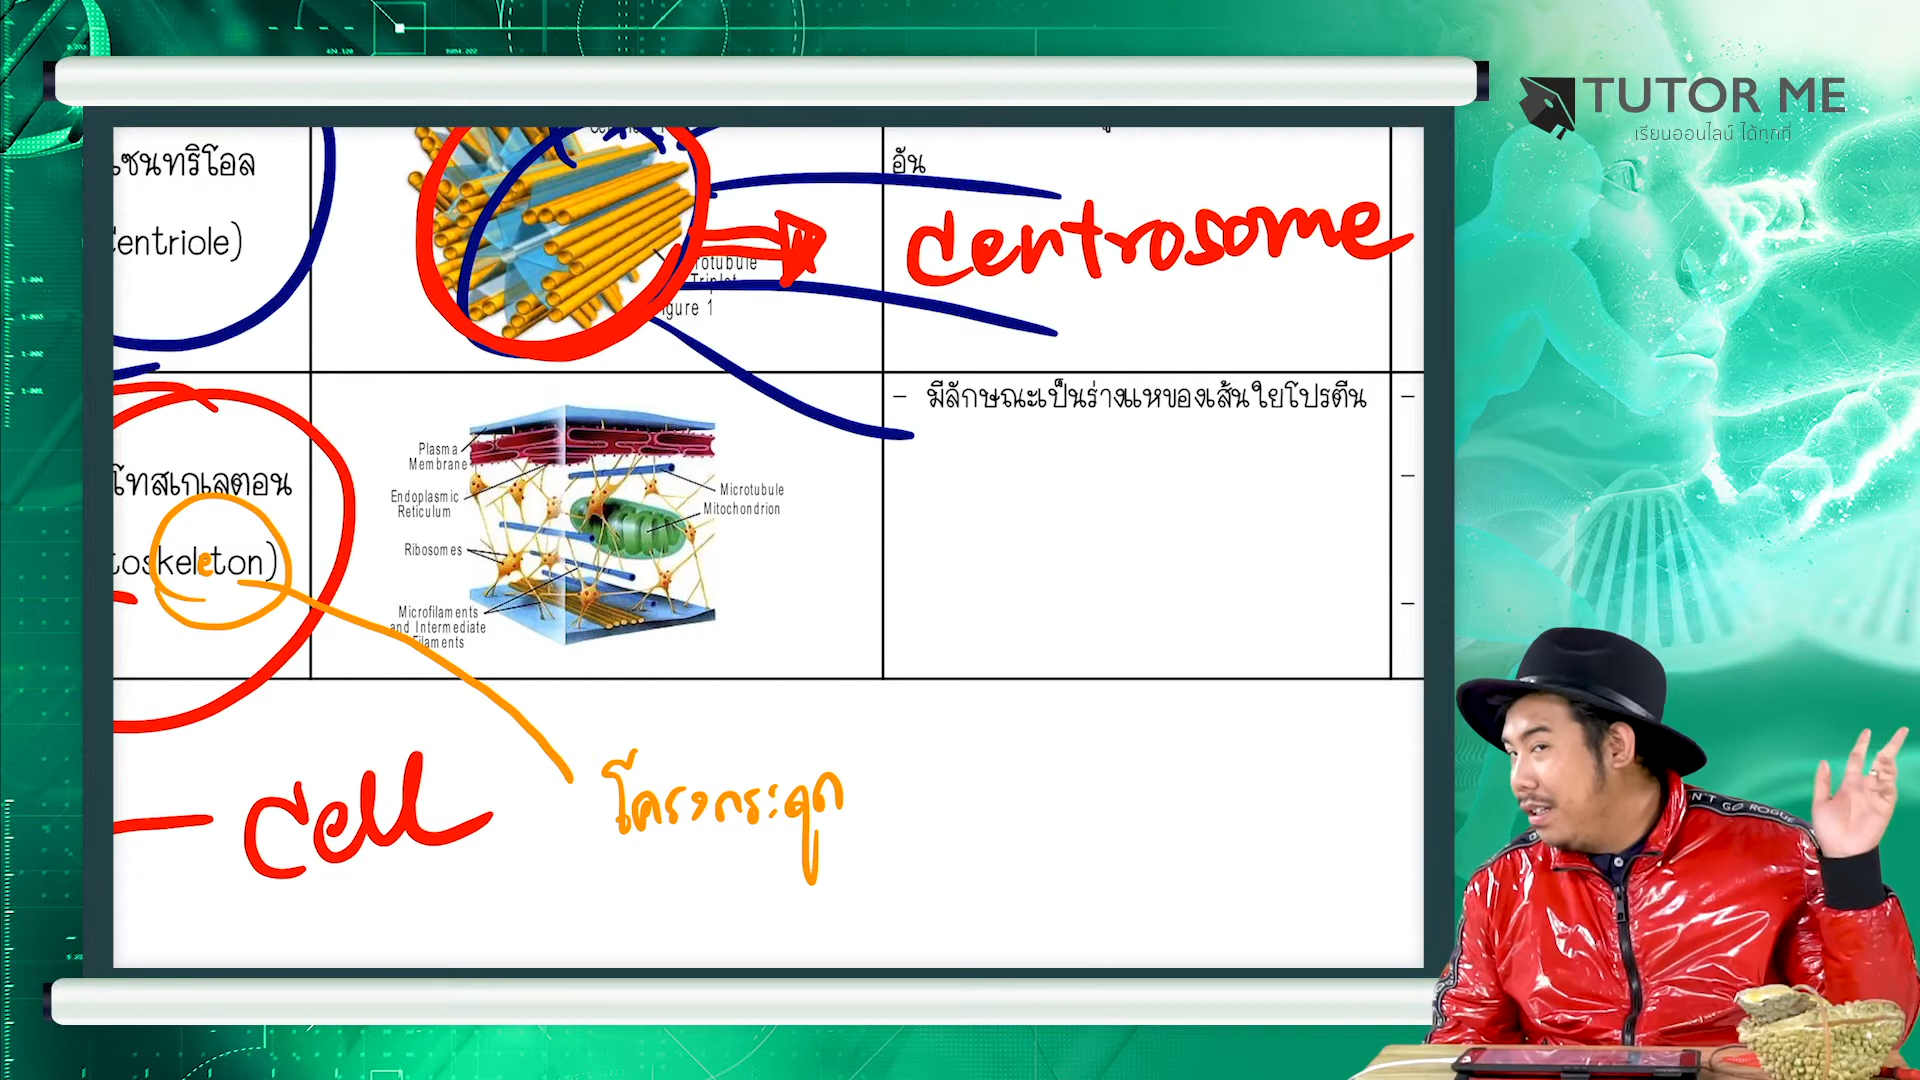 TUTOR ME
เรียนออนไลน์ ได้ทุกที่
เซนทริโอล
entriole)
rotubule
Triplet
igure 1
อัน
centrosome
โทสเกเลตอน
toskeleton)
Plasma
Membrane
Endoplasmic
Reticulum
Ribosomes
Microfilaments
and Intermediate
Filaments
Microtubule
Mitochondrion
- มีลักษณะเป็นร่างแหของเส้นใยโปรตีน
-
-
-
cell
โครงกระดูก
N'T GO ROGUE